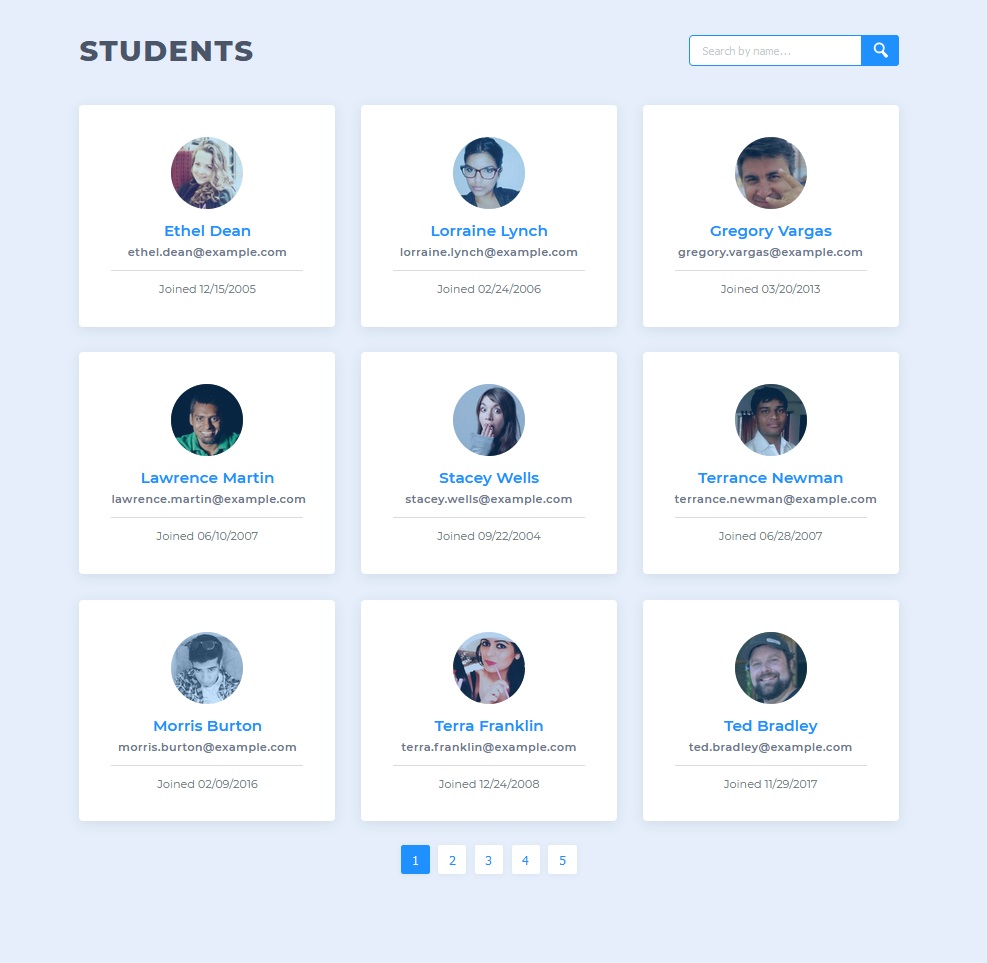 STUDENTS
Search by name...
Ethel Dean
ethel.dean@example.com
Joined 12/15/2005
Lorraine Lynch
lorraine.lynch@example.com
Joined 02/24/2006
Gregory Vargas
gregory.vargas@example.com
Joined 03/20/2013
Lawrence Martin
lawrence.martin@example.com
Joined 06/10/2007
Stacey Wells
stacey.wells@example.com
Joined 09/22/2004
Terrance Newman
terrance.newman@example.com
Joined 06/28/2007
Morris Burton
morris.burton@example.com
Joined 02/09/2016
Terra Franklin
terra.franklin@example.com
Joined 12/24/2008
Ted Bradley
ted.bradley@example.com
Joined 11/29/2017
1 2 3 4 5